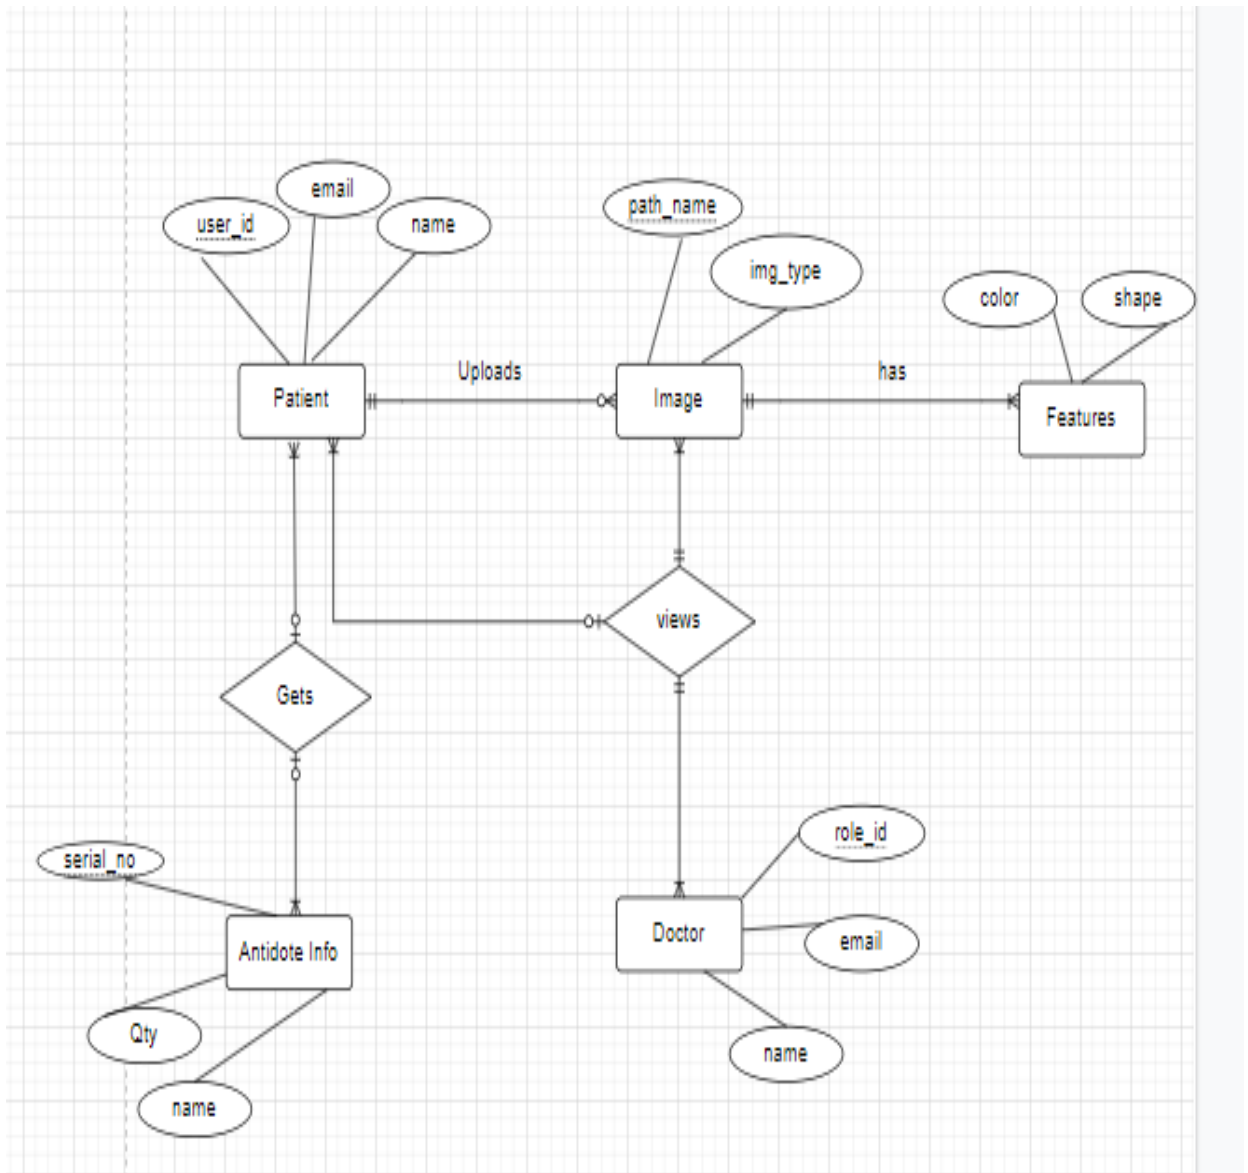 email
user_id
name
path_name
img_type
color
shape
Uploads
has
Patient
Image
Features
views
Gets
serial_no
role_id
Antidote Info
Doctor
email
Qty
name
name